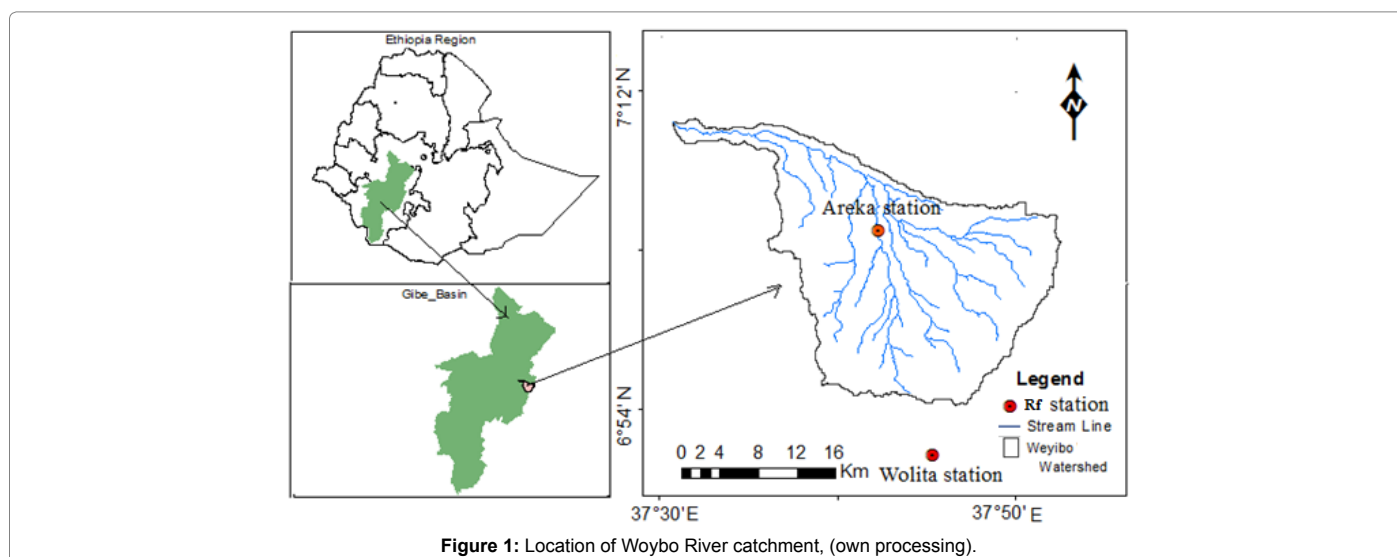 Ethiopia Region
Gibe_Basin
7°12' N
6°54' N
N
Areka station
Legend
Rf station
Stream Line
Weyibo
Watershed
0 2 4 8 12 16
Km
Wolita station
37°30' E
37°50' E
Figure 1: Location of Woybo River catchment, (own processing).